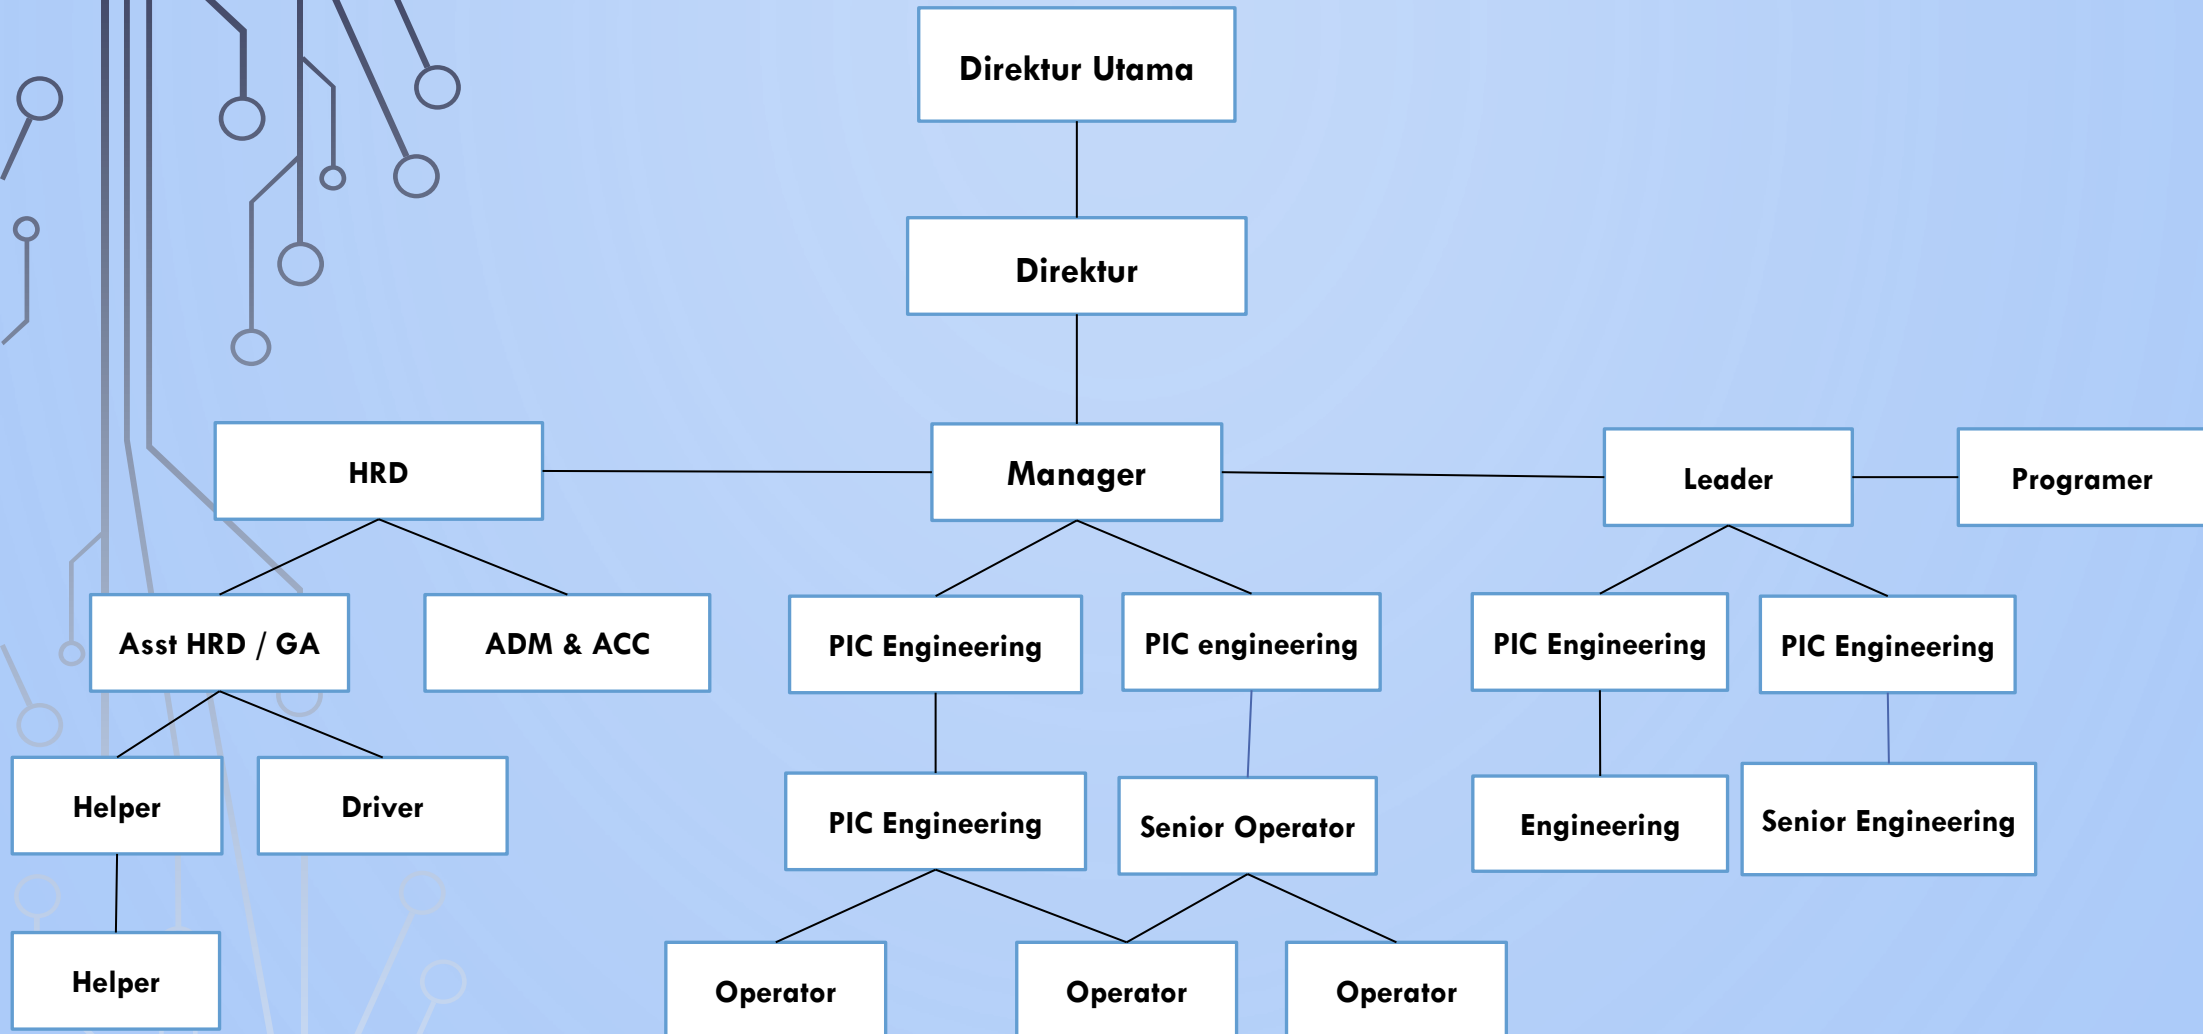 Direktur Utama
Direktur
HRD
Manager
Leader
Programer
Asst HRD / GA
ADM & ACC
PIC Engineering
PIC engineering
PIC Engineering
PIC Engineering
Helper
Driver
PIC Engineering
Senior Operator
Engineering
Senior Engineering
Helper
Operator
Operator
Operator